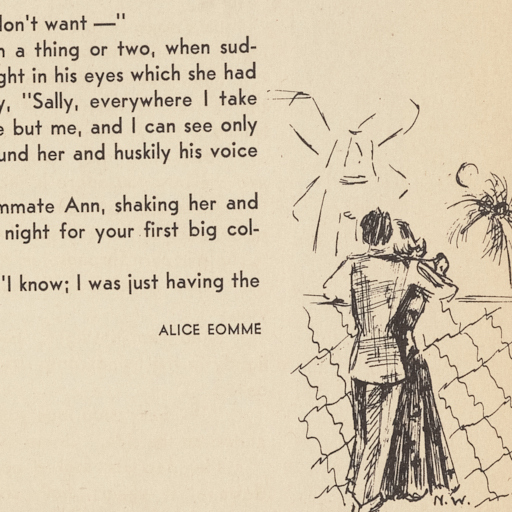 don't want —"
n a thing or two, when sud-
ght in his eyes which she had
y, "Sally, everywhere I take
e but me, and I can see only
und her and huskily his voice
mmate Ann, shaking her and
night for your first big col-
"I know; I was just having the
ALICE EOMME
N.W.